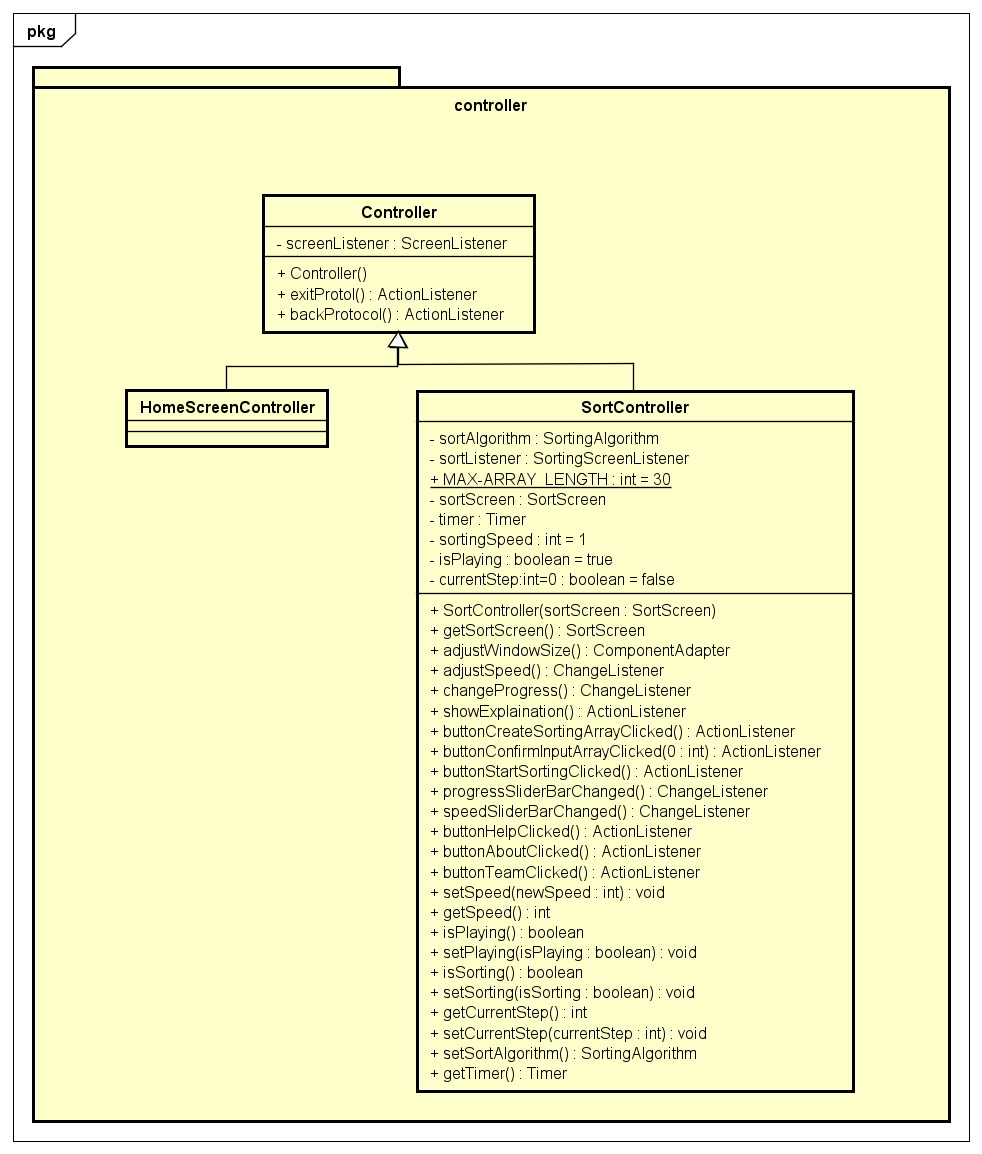 pkg
controller
Controller
- screenListener : ScreenListener
+ Controller()
+ exitProtol() : ActionListener
+ backProtocol() : ActionListener
HomeScreenController
SortController
- sortAlgorithm : SortingAlgorithm
- sortListener : SortingScreenListener
+ MAX-ARRAY_LENGTH : int = 30
- sortScreen : SortScreen
- timer : Timer
- sortingSpeed : int = 1
- isPlaying : boolean = true
- currentStep:int=0 : boolean = false
+ SortController(sortScreen : SortScreen)
+ getSortScreen() : SortScreen
+ adjustWindowSize() : ComponentAdapter
+ adjustSpeed() : ChangeListener
+ changeProgress() : ChangeListener
+ showExplaination() : ActionListener
+ buttonCreateSortingArrayClicked() : ActionListener
+ buttonConfirmInputArrayClicked(0 : int) : ActionListener
+ buttonStartSortingClicked() : ActionListener
+ progressSliderBarChanged() : ChangeListener
+ speedSliderBarChanged() : ChangeListener
+ buttonHelpClicked() : ActionListener
+ buttonAboutClicked() : ActionListener
+ buttonTeamClicked() : ActionListener
+ setSpeed(newSpeed : int) : void
+ getSpeed() : int
+ isPlaying() : boolean
+ setPlaying(isPlaying : boolean) : void
+ isSorting() : boolean
+ setSorting(isSorting : boolean) : void
+ getCurrentStep() : int
+ setCurrentStep(currentStep : int) : void
+ setSortAlgorithm() : SortingAlgorithm
+ getTimer() : Timer